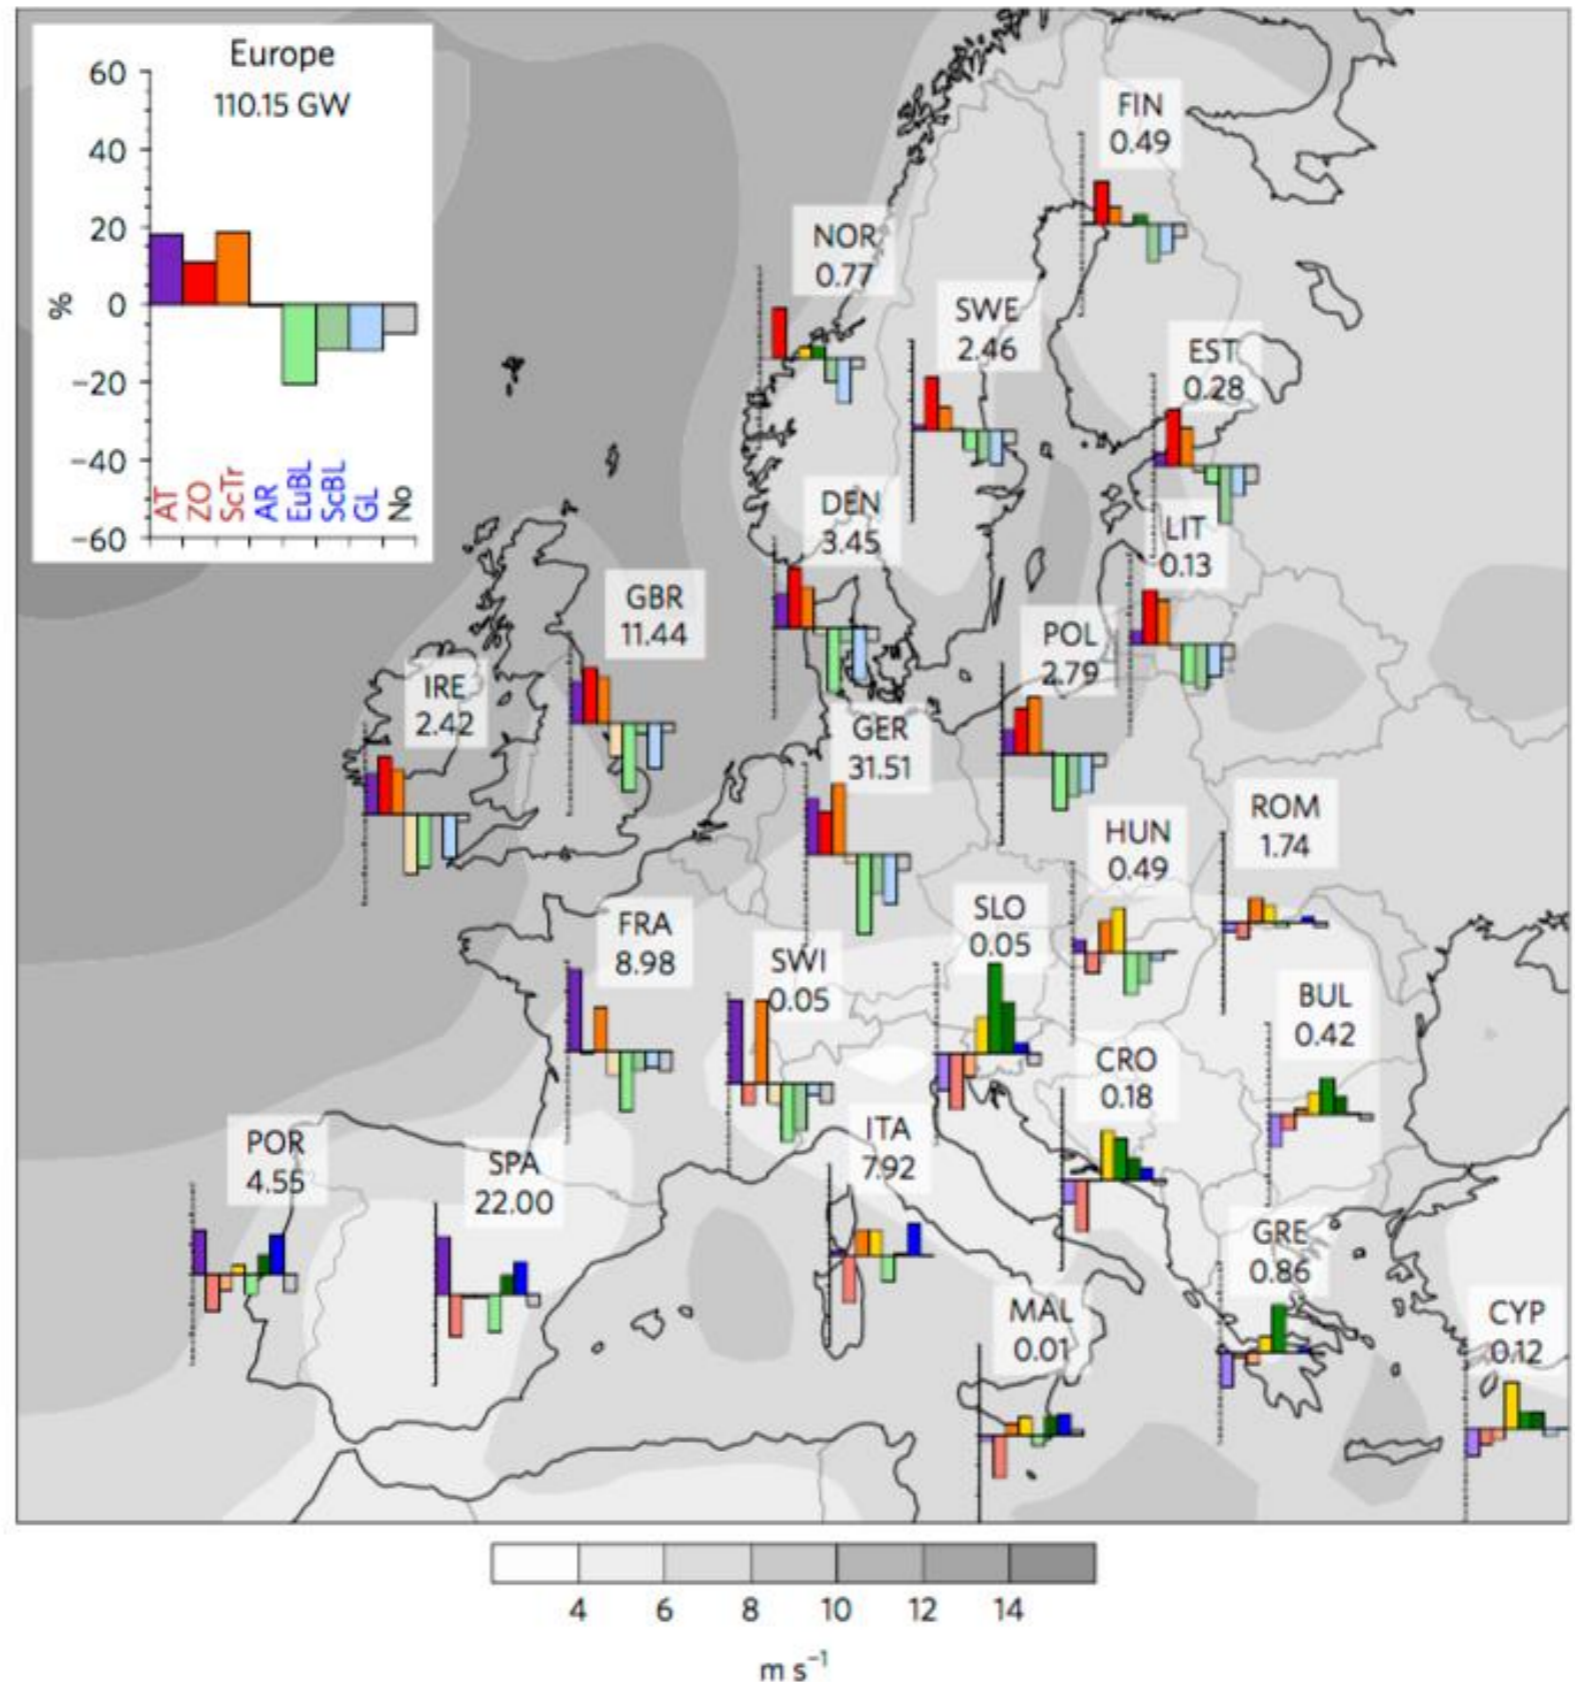 Europe
110.15 GW
60
40
20
0
−20
−40
−60
%
AT
ZO
ScTr
AR
EuBL
ScBL
GL
No
FIN
0.49
NOR
0.77
SWE
2.46
EST
0.28
DEN
3.45
LIT
0.13
GBR
11.44
POL
2.79
IRE
2.42
GER
31.51
ROM
1.74
HUN
0.49
SLO
0.05
FRA
8.98
SWI
0.05
BUL
0.42
CRO
0.18
ITA
7.92
POR
4.55
SPA
22.00
GRE
0.86
MAL
0.01
CYP
0.12
4 6 8 10 12 14
m s⁻¹